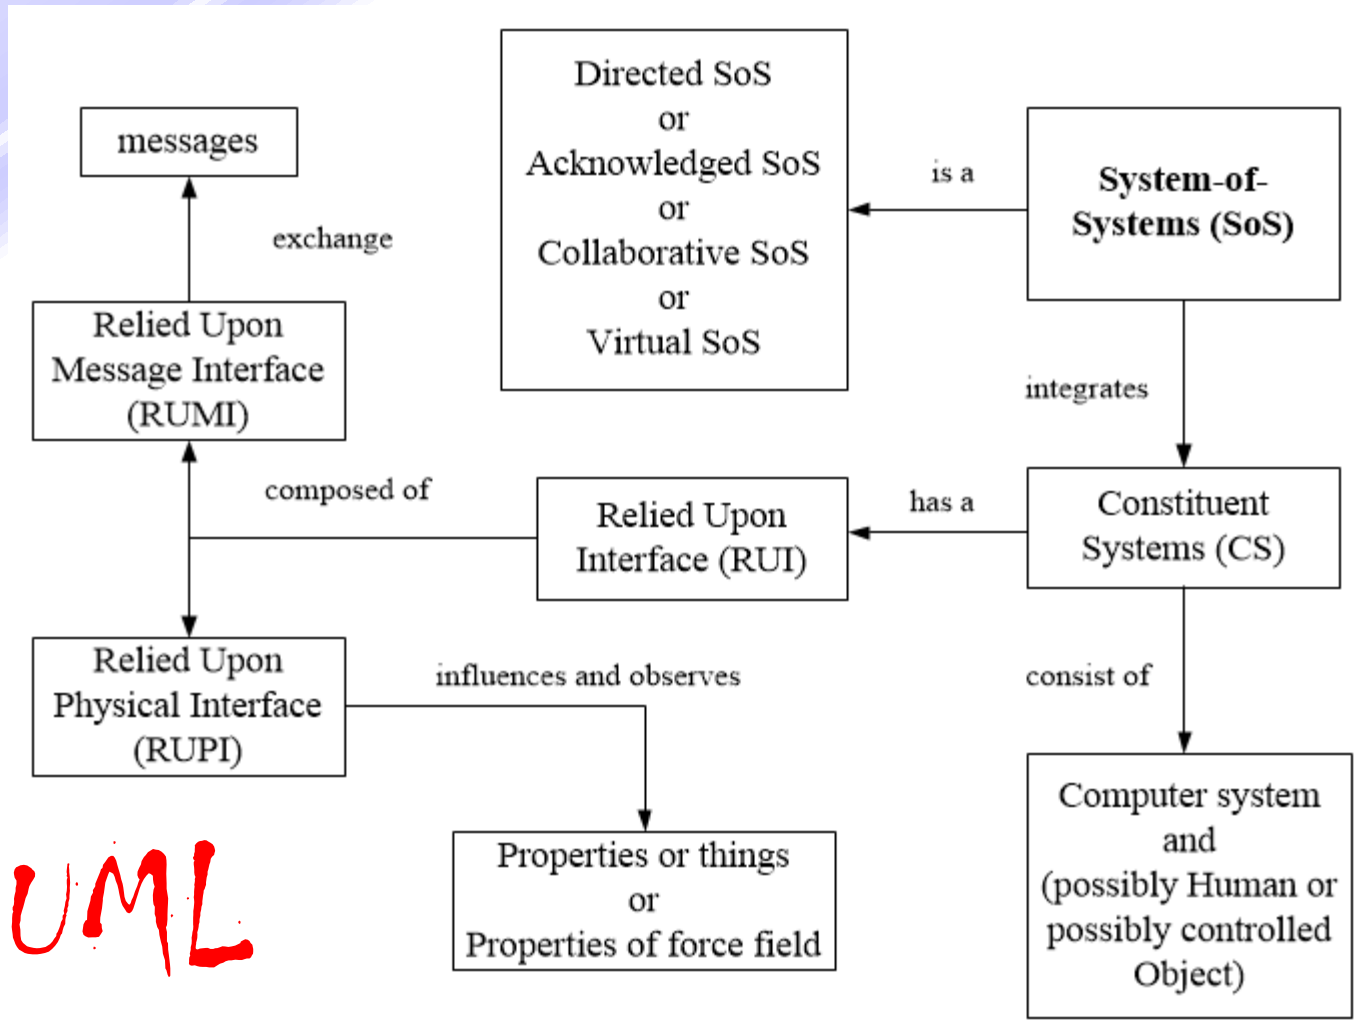 messages
exchange
Relied Upon
Message Interface
(RUMI)
Directed SoS
or
Acknowledged SoS
or
Collaborative SoS
or
Virtual SoS
is a
System-of-
Systems (SoS)
integrates
composed of
Relied Upon
Interface (RUI)
has a
Constituent
Systems (CS)
Relied Upon
Physical Interface
(RUPI)
influences and observes
consist of
Properties or things
or
Properties of force field
Computer system
and
(possibly Human or
possibly controlled
Object)
UML